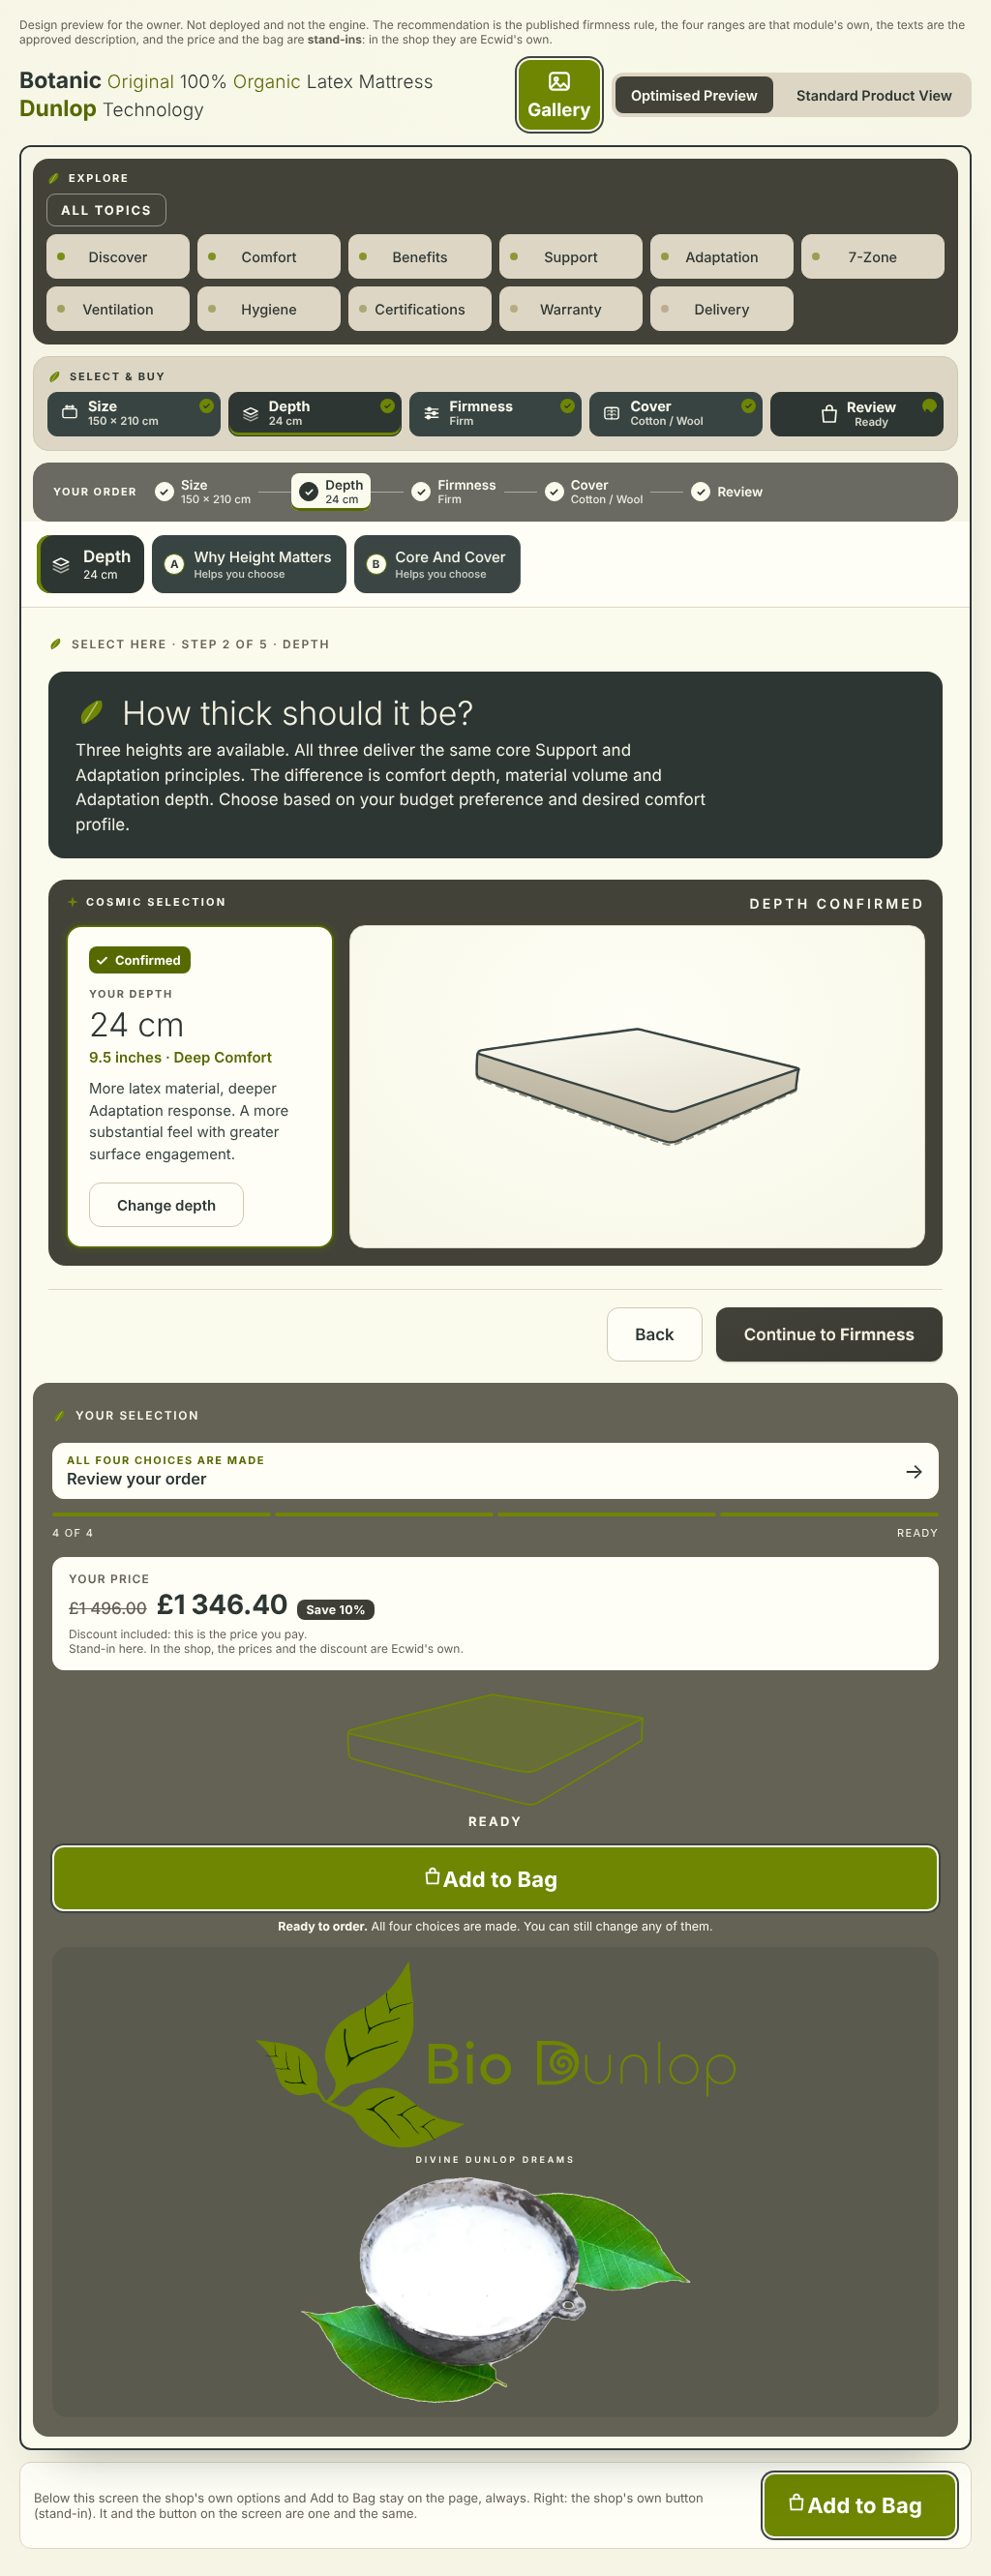 Design preview for the owner. Not deployed and not the engine. The recommendation is the published firmness rule, the four ranges are that module's own, the texts are the
approved description, and the price and the bag are stand-ins: in the shop they are Ecwid's own.
Botanic Original 100% Organic Latex Mattress
Dunlop Technology
Gallery
Optimised Preview
Standard Product View
EXPLORE
ALL TOPICS
Discover
Comfort
Benefits
Support
Adaptation
7-Zone
Ventilation
Hygiene
Certifications
Warranty
Delivery
SELECT & BUY
Size
150 × 210 cm
Depth
24 cm
Firmness
Firm
Cover
Cotton / Wool
Review
Ready
YOUR ORDER
Size
150 × 210 cm
Depth
24 cm
Firmness
Firm
Cover
Cotton / Wool
Review
Depth
24 cm
A
Why Height Matters
Helps you choose
B
Core And Cover
Helps you choose
SELECT HERE · STEP 2 OF 5 · DEPTH
How thick should it be?
Three heights are available. All three deliver the same core Support and
Adaptation principles. The difference is comfort depth, material volume and
Adaptation depth. Choose based on your budget preference and desired comfort
profile.
COSMIC SELECTION
DEPTH CONFIRMED
Confirmed
YOUR DEPTH
24 cm
9.5 inches · Deep Comfort
More latex material, deeper
Adaptation response. A more
substantial feel with greater
surface engagement.
Change depth
Back
Continue to Firmness
YOUR SELECTION
ALL FOUR CHOICES ARE MADE
Review your order
4 OF 4
READY
YOUR PRICE
£1 496.00 £1 346.40 Save 10%
Discount included: this is the price you pay.
Stand-in here. In the shop, the prices and the discount are Ecwid's own.
READY
Add to Bag
Ready to order. All four choices are made. You can still change any of them.
Bio Dunlop
DIVINE DUNLOP DREAMS
Below this screen the shop's own options and Add to Bag stay on the page, always. Right: the shop's own button
(stand-in). It and the button on the screen are one and the same.
Add to Bag